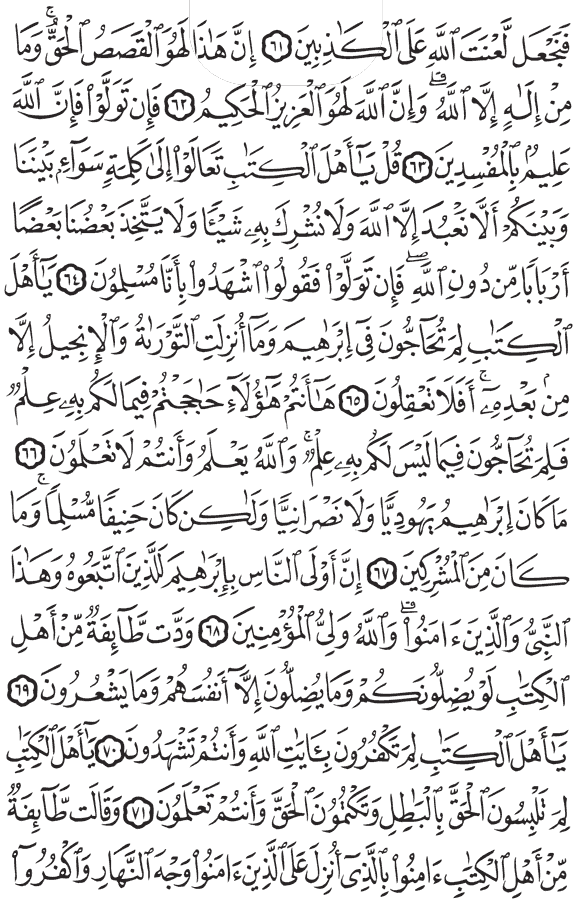 فَنَجْعَل لَّعْنَتَ ٱللَّهِ عَلَى ٱلْكَـٰذِبِينَ ٦١ إِنَّ هَـٰذَا لَهُوَ ٱلْقَصَصُ ٱلْحَقُّ ۚ وَمَا
مِنْ إِلَـٰهٍ إِلَّا ٱللَّهُ ۚ وَإِنَّ ٱللَّهَ لَهُوَ ٱلْعَزِيزُ ٱلْحَكِيمُ ٦٢ فَإِن تَوَلَّوْا۟ فَإِنَّ ٱللَّهَ
عَلِيمٌۢ بِٱلْمُفْسِدِينَ ٦٣ قُلْ يَـٰٓأَهْلَ ٱلْكِتَـٰبِ تَعَالَوْا۟ إِلَىٰ كَلِمَةٍ سَوَآءٍۭ بَيْنَنَا
وَبَيْنَكُمْ أَلَّا نَعْبُدَ إِلَّا ٱللَّهَ وَلَا نُشْرِكَ بِهِۦ شَيْـًٔا وَلَا يَتَّخِذَ بَعْضُنَا بَعْضًا
أَرْبَابًا مِّن دُونِ ٱللَّهِ ۚ فَإِن تَوَلَّوْا۟ فَقُولُوا۟ ٱشْهَدُوا۟ بِأَنَّا مُسْلِمُونَ ٦٤ يَـٰٓأَهْلَ
ٱلْكِتَـٰبِ لِمَ تُحَآجُّونَ فِىٓ إِبْرَٰهِيمَ وَمَآ أُنزِلَتِ ٱلتَّوْرَىٰةُ وَٱلْإِنجِيلُ إِلَّا
مِنۢ بَعْدِهِۦٓ ۚ أَفَلَا تَعْقِلُونَ ٦٥ هَـٰٓأَنتُمْ هَـٰٓؤُلَآءِ حَـٰجَجْتُمْ فِيمَا لَكُم بِهِۦ عِلْمٌ
فَلِمَ تُحَآجُّونَ فِيمَا لَيْسَ لَكُم بِهِۦ عِلْمٌ ۚ وَٱللَّهُ يَعْلَمُ وَأَنتُمْ لَا تَعْلَمُونَ ٦٦
مَا كَانَ إِبْرَٰهِيمُ يَهُودِيًّا وَلَا نَصْرَانِيًّا وَلَـٰكِن كَانَ حَنِيفًا مُّسْلِمًا ۚ وَمَا
كَانَ مِنَ ٱلْمُشْرِكِينَ ٦٧ إِنَّ أَوْلَى ٱلنَّاسِ بِإِبْرَٰهِيمَ لَلَّذِينَ ٱتَّبَعُوهُ وَهَـٰذَا
ٱلنَّبِىُّ وَٱلَّذِينَ ءَامَنُوا۟ ۗ وَٱللَّهُ وَلِىُّ ٱلْمُؤْمِنِينَ ٦٨ وَدَّت طَّآئِفَةٌ مِّنْ أَهْلِ
ٱلْكِتَـٰبِ لَوْ يُضِلُّونَكُمْ وَمَا يُضِلُّونَ إِلَّآ أَنفُسَهُمْ وَمَا يَشْعُرُونَ ٦٩
يَـٰٓأَهْلَ ٱلْكِتَـٰبِ لِمَ تَكْفُرُونَ بِـَٔايَـٰتِ ٱللَّهِ وَأَنتُمْ تَشْهَدُونَ ٧٠ يَـٰٓأَهْلَ ٱلْكِتَـٰبِ
لِمَ تَلْبِسُونَ ٱلْحَقَّ بِٱلْبَـٰطِلِ وَتَكْتُمُونَ ٱلْحَقَّ وَأَنتُمْ تَعْلَمُونَ ٧١ وَقَالَت طَّآئِفَةٌ
مِّنْ أَهْلِ ٱلْكِتَـٰبِ ءَامِنُوا۟ بِٱلَّذِىٓ أُنزِلَ عَلَى ٱلَّذِينَ ءَامَنُوا۟ وَجْهَ ٱلنَّهَارِ وَٱكْفُرُوٓا۟